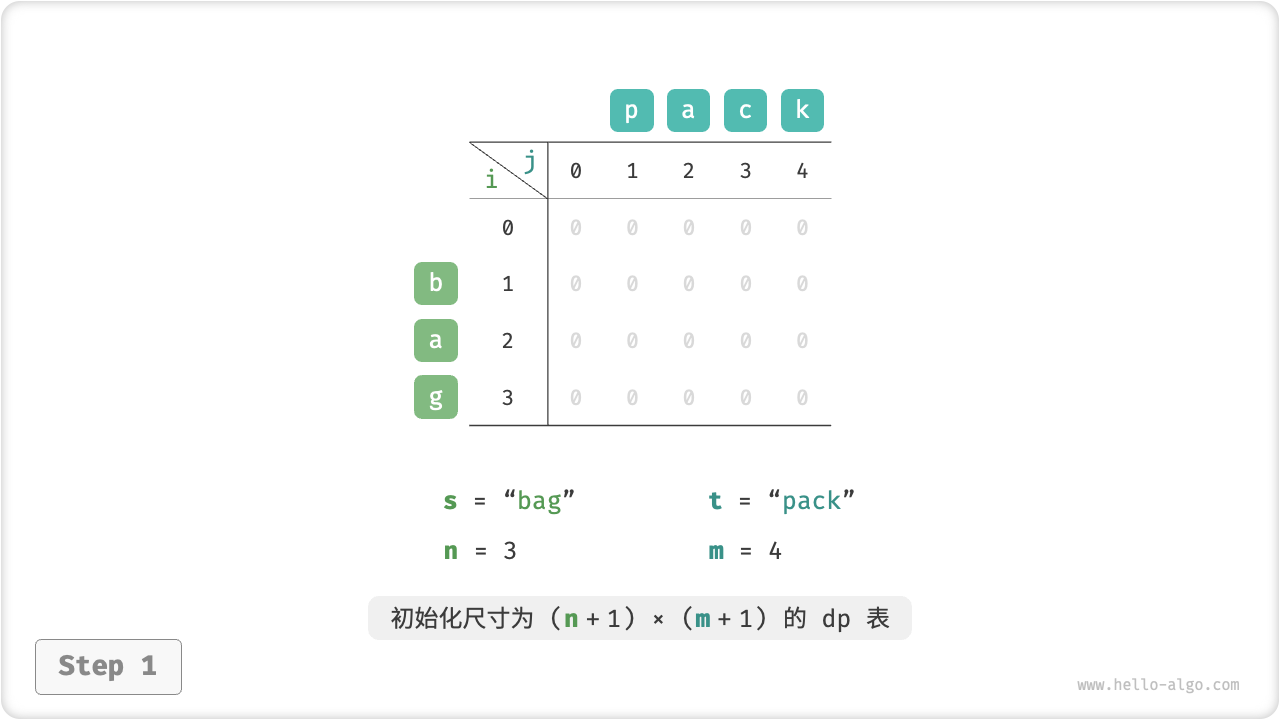 p a c k
j
i
0 1 2 3 4
0 0 0 0 0 0
b 1 0 0 0 0 0
a 2 0 0 0 0 0
g 3 0 0 0 0 0
s = “bag” t = “pack”
n = 3 m = 4
初始化尺寸为 (n+1) × (m+1) 的 dp 表
Step 1
www.hello-algo.com